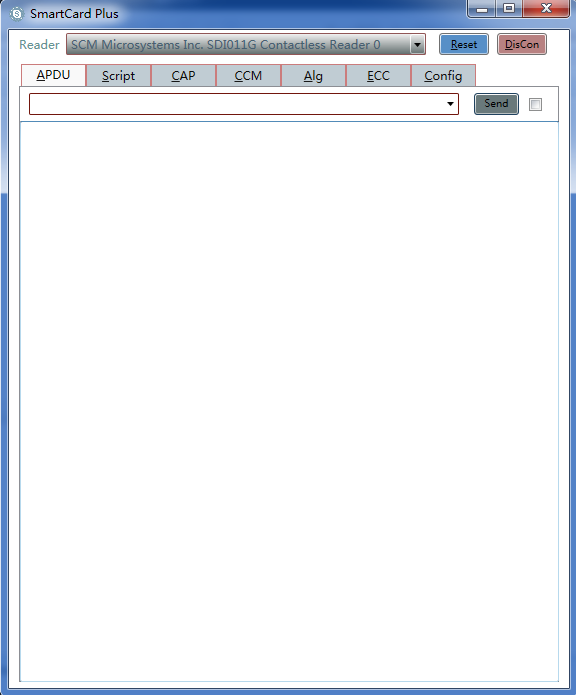 SmartCard Plus
Reader SCM Microsystems Inc. SDI011G Contactless Reader 0 Reset DisCon
APDU Script CAP CCM Alg ECC Config
Send